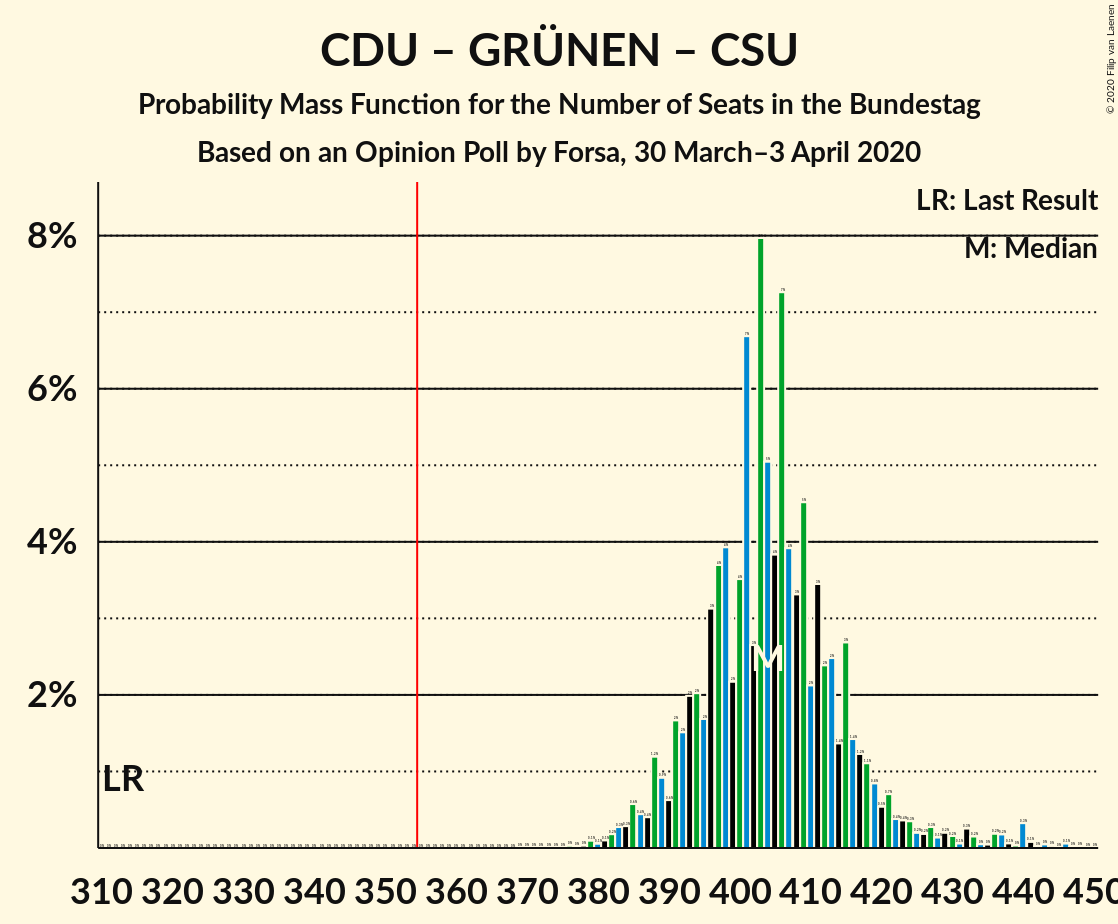 CDU – GRÜNEN – CSU
Probability Mass Function for the Number of Seats in the Bundestag
Based on an Opinion Poll by Forsa, 30 March–3 April 2020
© 2020 Filip van Laenen
LR: Last Result
M: Median
8%
6%
4%
2%
LR
M
310 320 330 340 350 360 370 380 390 400 410 420 430 440 450